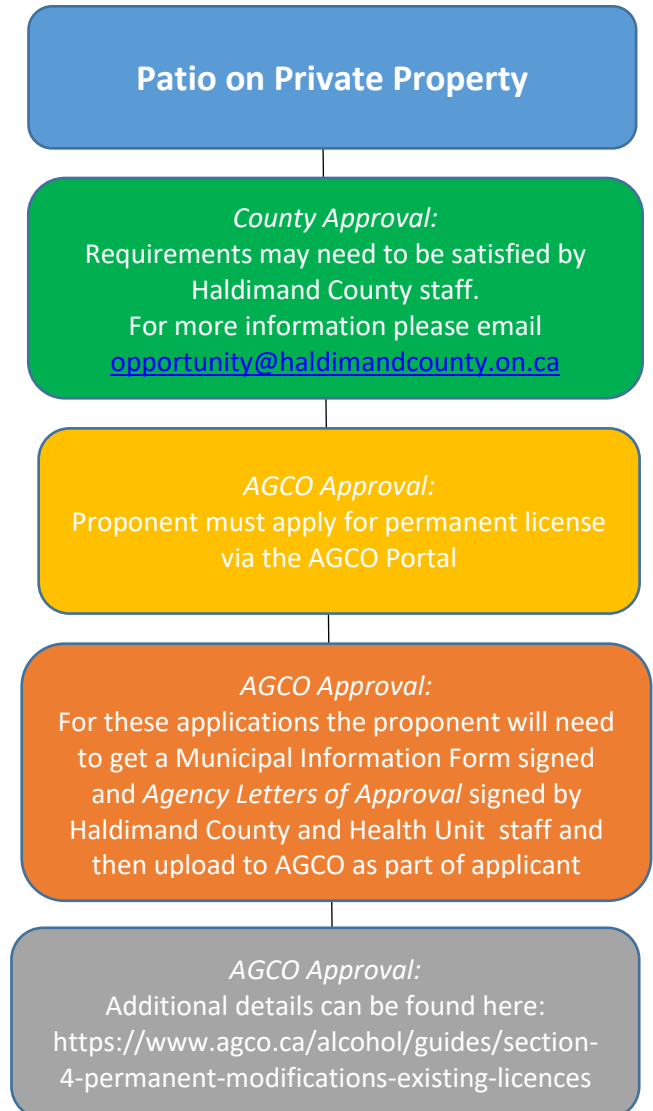 Patio on Private Property
County Approval:
Requirements may need to be satisfied by
Haldimand County staff.
For more information please email
opportunity@haldimandcounty.on.ca
AGCO Approval:
Proponent must apply for permanent license
via the AGCO Portal
AGCO Approval:
For these applications the proponent will need
to get a Municipal Information Form signed
and Agency Letters of Approval signed by
Haldimand County and Health Unit  staff and
then upload to AGCO as part of applicant
AGCO Approval:
Additional details can be found here:
https://www.agco.ca/alcohol/guides/section-
4-permanent-modifications-existing-licences